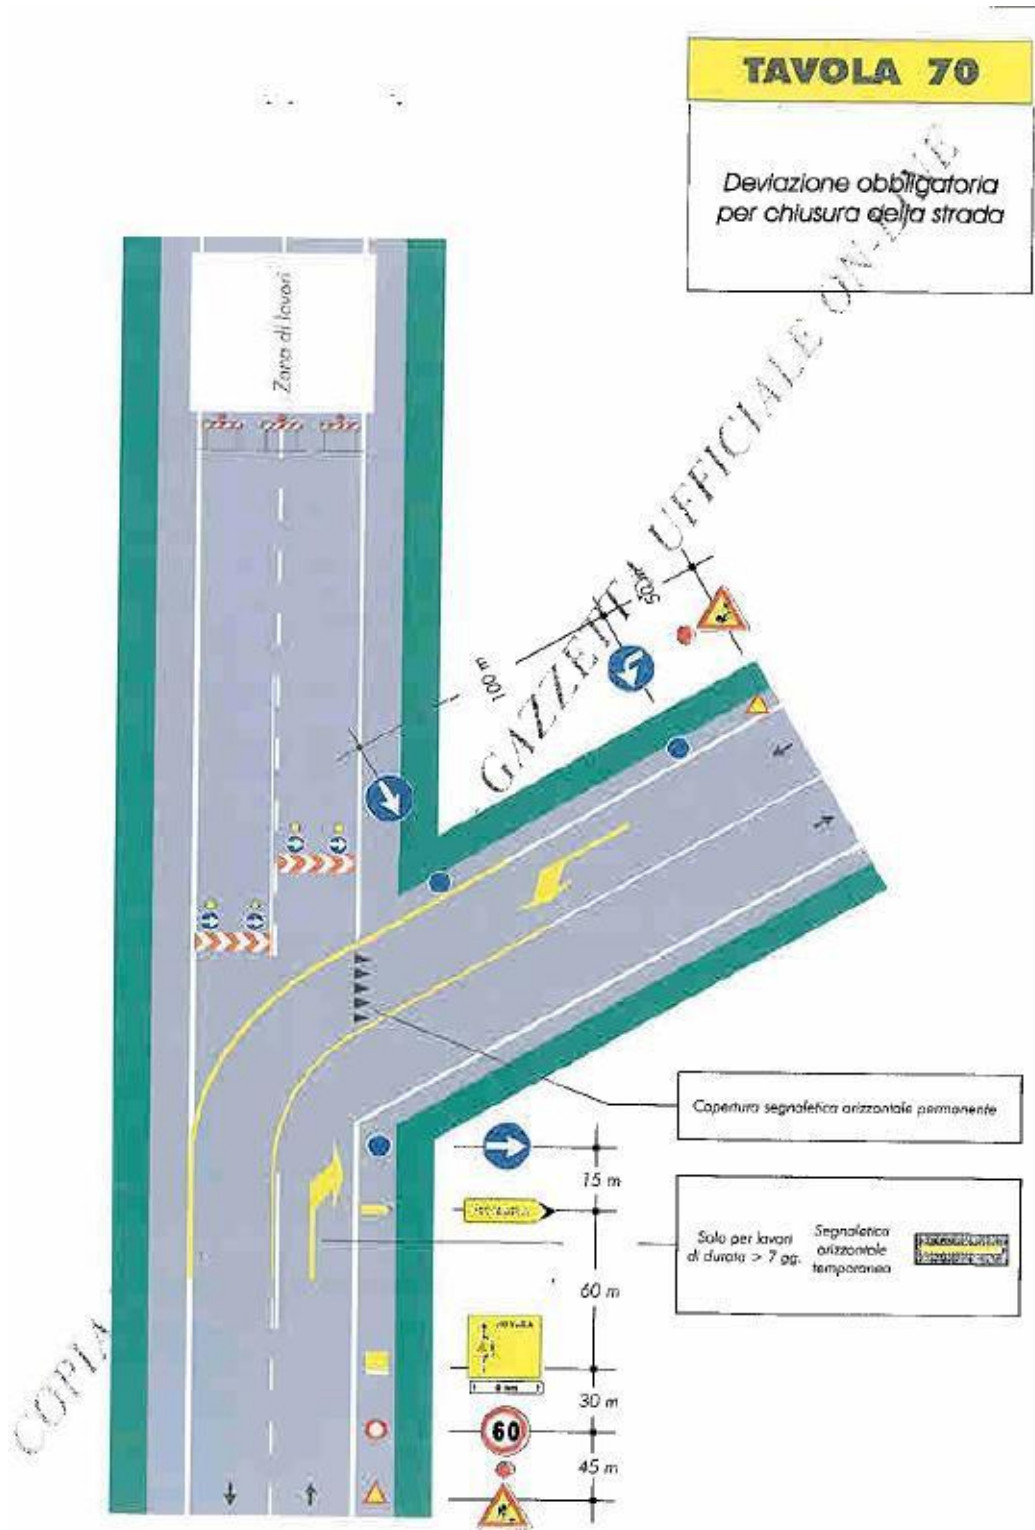 TAVOLA 70
Deviazione obbligatoria
per chiusura della strada
Zona di lavori
50 m
100 m
COPIA
GAZZETTA UFFICIALE ON-LINE
Copertura segnaletica orizzontale permanente
15 m
Solo per lavori
di durata > 7 gg.
Segnaletica
orizzontale
temporanea
60 m
30 m
60
45 m